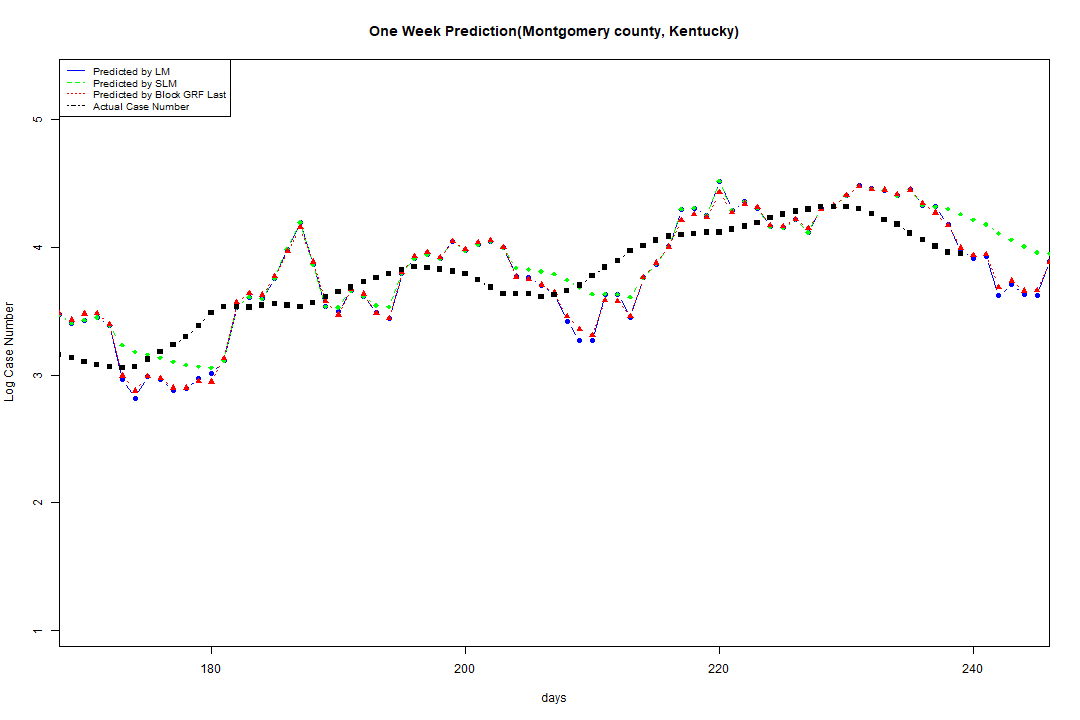 One Week Prediction(Montgomery county, Kentucky)
Predicted by LM
Predicted by SLM
Predicted by Block GRF Last
Actual Case Number
5
4
3
2
1
Log Case Number
180
200
220
240
days